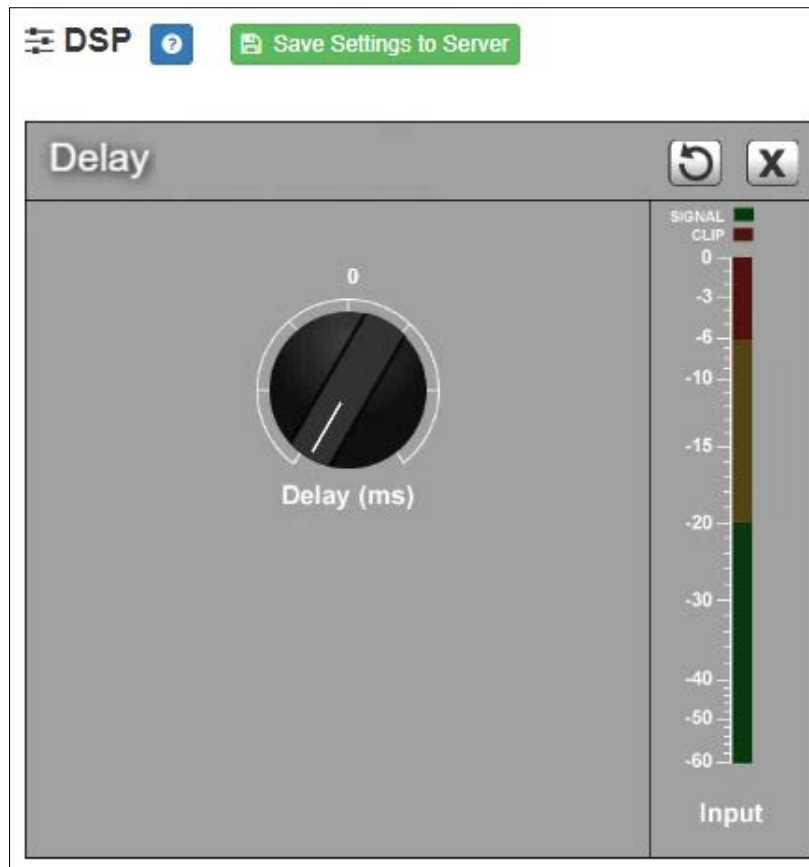 DSP ? Save Settings to Server
Delay X
SIGNAL
CLIP
0
-3
-6
-10
-15
-20
-30
-40
-50
-60
Input
0
Delay (ms)